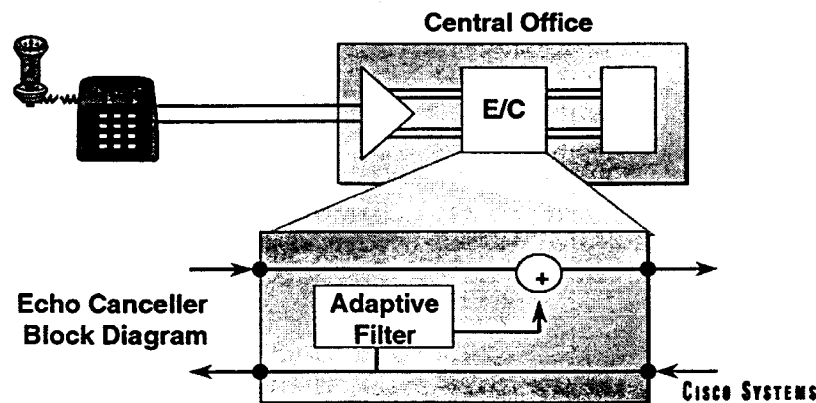 Central Office
E/C
+
Echo Canceller
Block Diagram
Adaptive
Filter
CISCO SYSTEMS